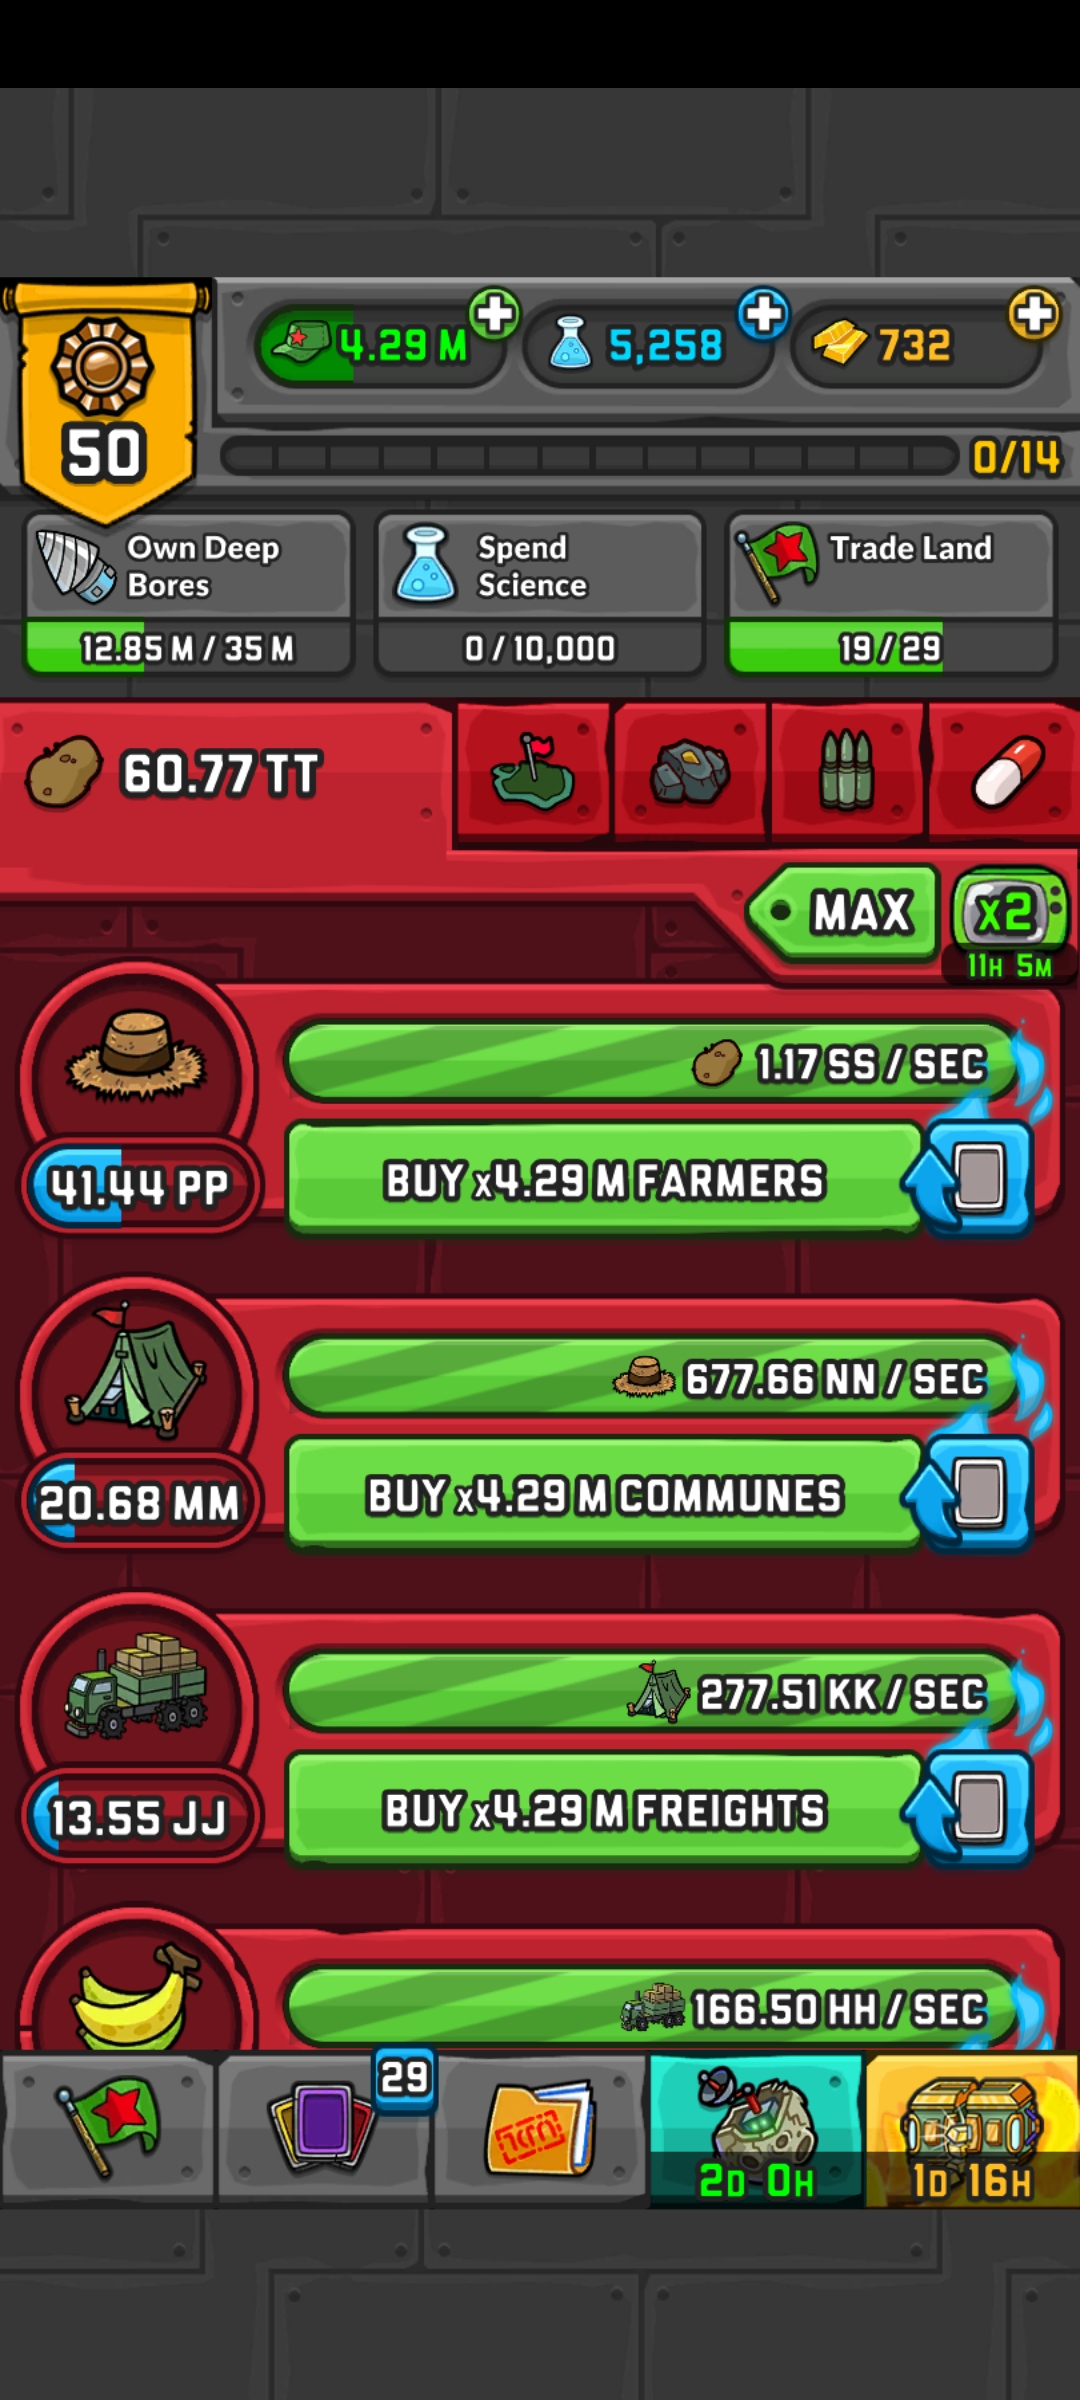 4.29 M
5,258
732
50
0/14
Own Deep
Bores
Spend
Science
Trade Land
12.85 M / 35 M
0 / 10,000
19 / 29
60.77 TT
MAX
x2
11H 5M
1.17 SS / SEC
41.44 PP
BUY x4.29 M FARMERS
677.66 NN / SEC
20.68 MM
BUY x4.29 M COMMUNES
277.51 KK / SEC
13.55 JJ
BUY x4.29 M FREIGHTS
166.50 HH / SEC
29
2D 0H
1D 16H